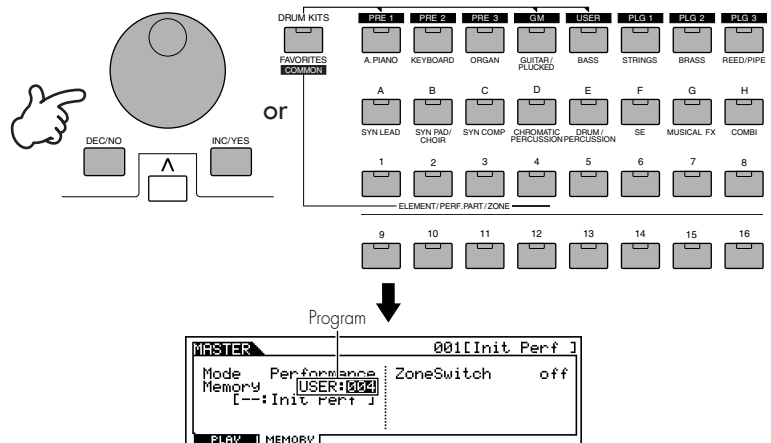 DRUM KITS PRE 1 PRE 2 PRE 3 GM USER PLG 1 PLG 2 PLG 3
FAVORITES A.PIANO KEYBOARD ORGAN GUITAR/ PLUCKED BASS STRINGS BRASS REED/PIPE
COMMON
or
A B C D E F G H
DEC/NO INC/YES
SYN LEAD SYN PAD/ CHOIR SYN COMP CHROMATIC PERCUSSION DRUM/ PERCUSSION SE MUSICAL FX COMBI
1 2 3 4 5 6 7 8
ELEMENT/PERF.PART/ZONE
9 10 11 12 13 14 15 16
Program
MASTER 001[Init Perf ]
Mode Performance ZoneSwitch off
Memory USER:004
[--:Init Perf ]
PLAY MEMORY